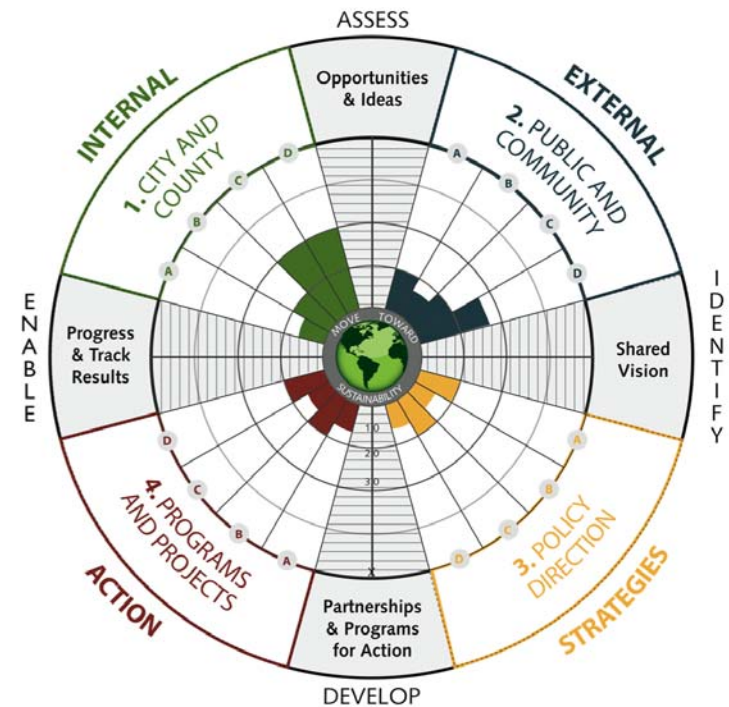 ASSESS
Opportunities
& Ideas
INTERNAL
1. CITY AND
COUNTY
A
B
C
D
EXTERNAL
2. PUBLIC AND
COMMUNITY
A
B
C
D
ENABLE
Progress
& Track
Results
MOVE TOWARD
SUSTAINABILITY
Shared
Vision
IDENTIFY
1.0
2.0
3.0
X
D
C
B
A
4. PROGRAMS
AND PROJECTS
ACTION
A
B
C
D
3. POLICY
DIRECTION
STRATEGIES
Partnerships
& Programs
for Action
DEVELOP